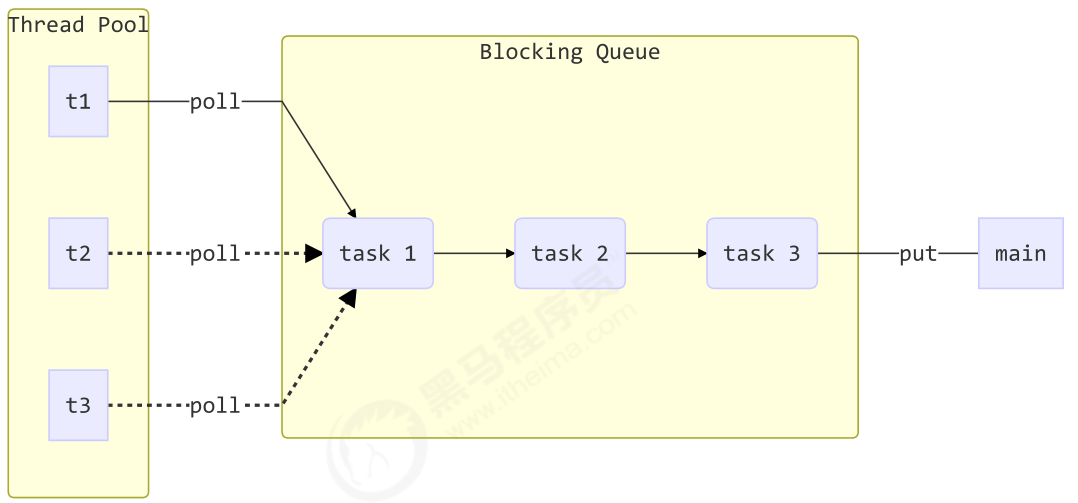 Thread Pool
Blocking Queue
t1
poll
t2
poll
task 1
task 2
task 3
put
main
t3
poll
黑马程序员
www.itheima.com